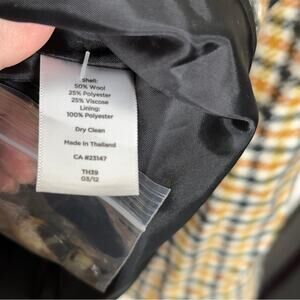 Shell:
50% Wool
25% Polyester
25% Viscose
Lining:
100% Polyester
Dry Clean
Made In Thailand
CA #23147
TH39
03/12